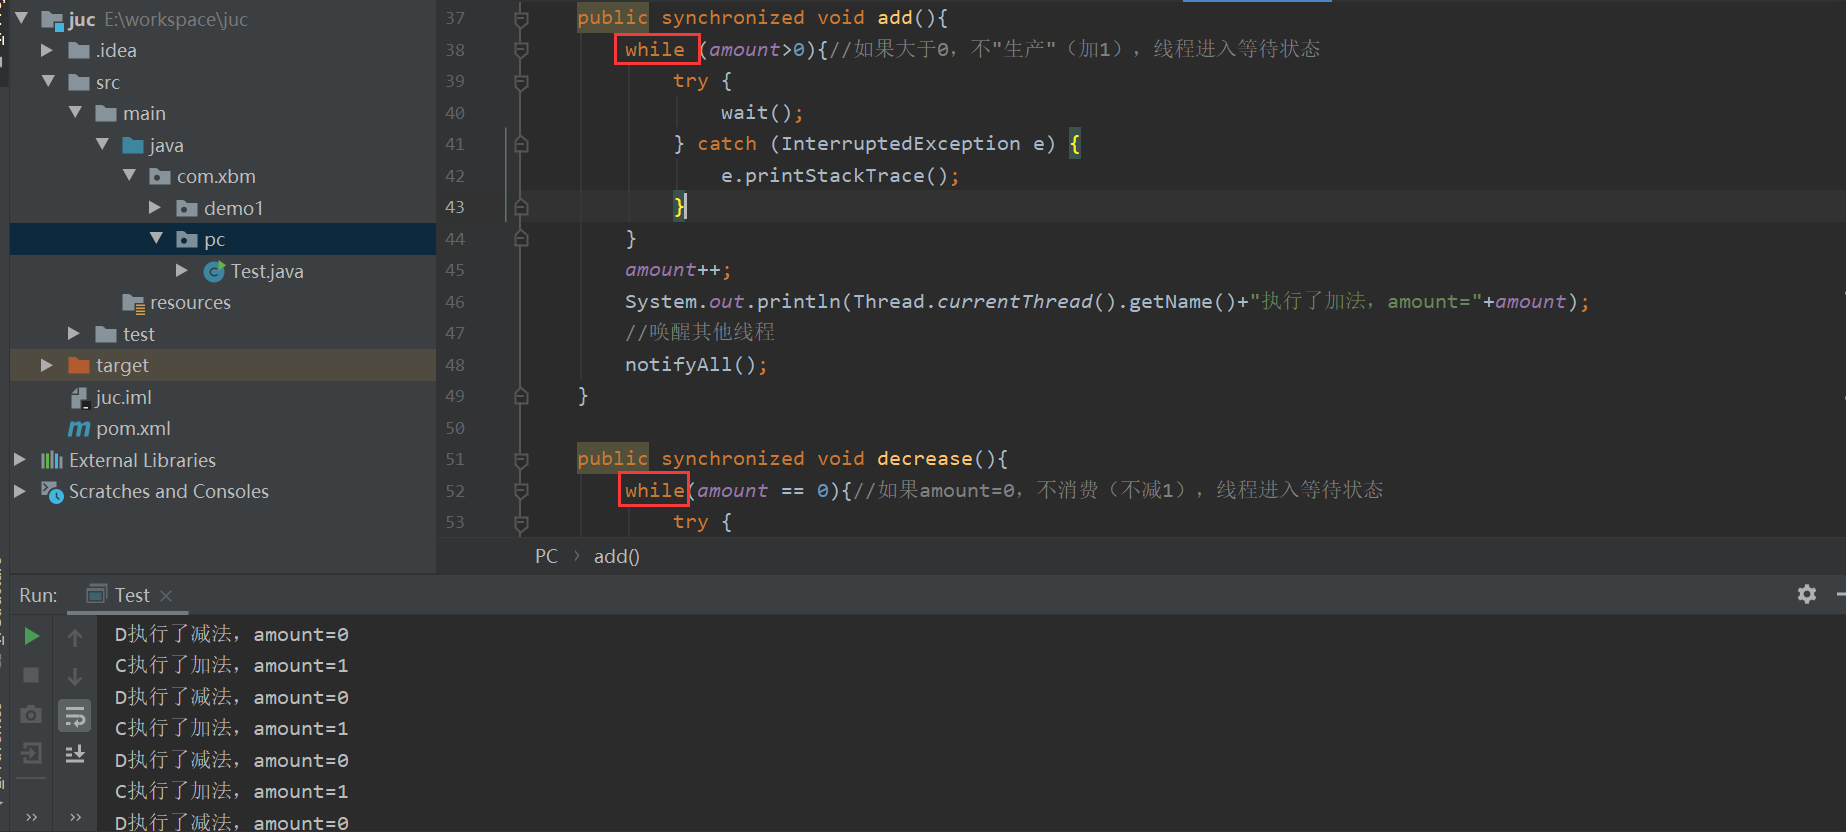 juc E:\workspace\juc
.idea
src
main
java
com.xbm
demo1
pc
Test.java
resources
test
target
juc.iml
pom.xml
External Libraries
Scratches and Consoles
37 public synchronized void add(){
38 while (amount>0){//如果大于0，不"生产"（加1），线程进入等待状态
39 try {
40 wait();
41 } catch (InterruptedException e) {
42 e.printStackTrace();
43 }
44 }
45 amount++;
46 System.out.println(Thread.currentThread().getName()+"执行了加法，amount="+amount);
47 //唤醒其他线程
48 notifyAll();
49 }
50
51 public synchronized void decrease(){
52 while(amount == 0){//如果amount=0，不消费（不减1），线程进入等待状态
53 try {
PC › add()
Run: Test
D执行了减法，amount=0
C执行了加法，amount=1
D执行了减法，amount=0
C执行了加法，amount=1
D执行了减法，amount=0
C执行了加法，amount=1
D执行了减法，amount=0